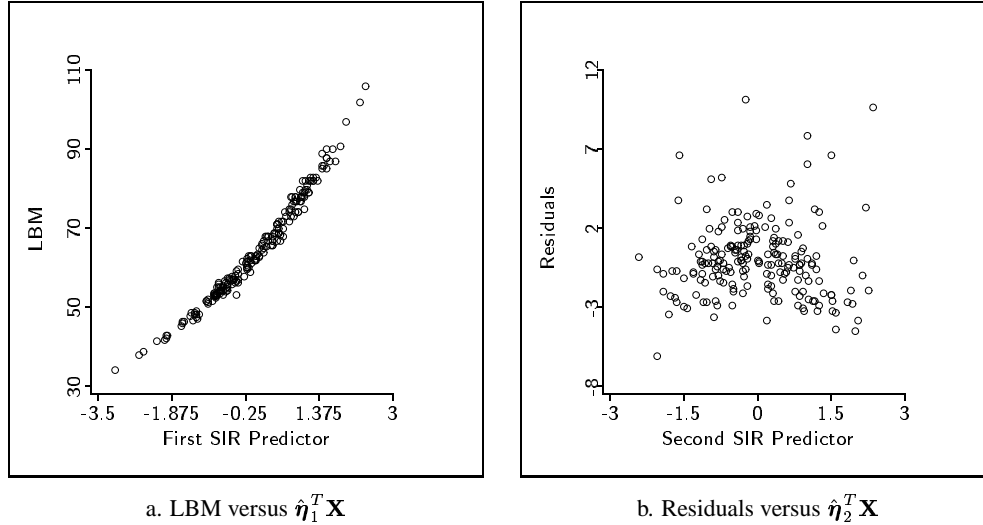 LBM
110
90
70
50
30
-3.5 -1.875 -0.25 1.375 3
First SIR Predictor
Residuals
12
7
2
-3
-8
-3 -1.5 0 1.5 3
Second SIR Predictor
a. LBM versus η̂₁ᵀX
b. Residuals versus η̂₂ᵀX